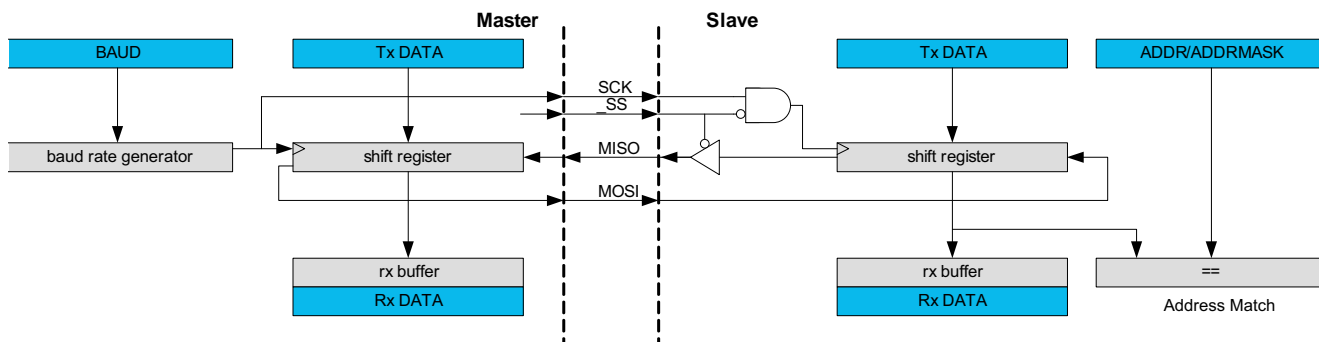 Master Slave
BAUD Tx DATA Tx DATA ADDR/ADDRMASK
SCK
_SS
baud rate generator shift register MISO shift register
MOSI
rx buffer rx buffer ==
Rx DATA Rx DATA Address Match